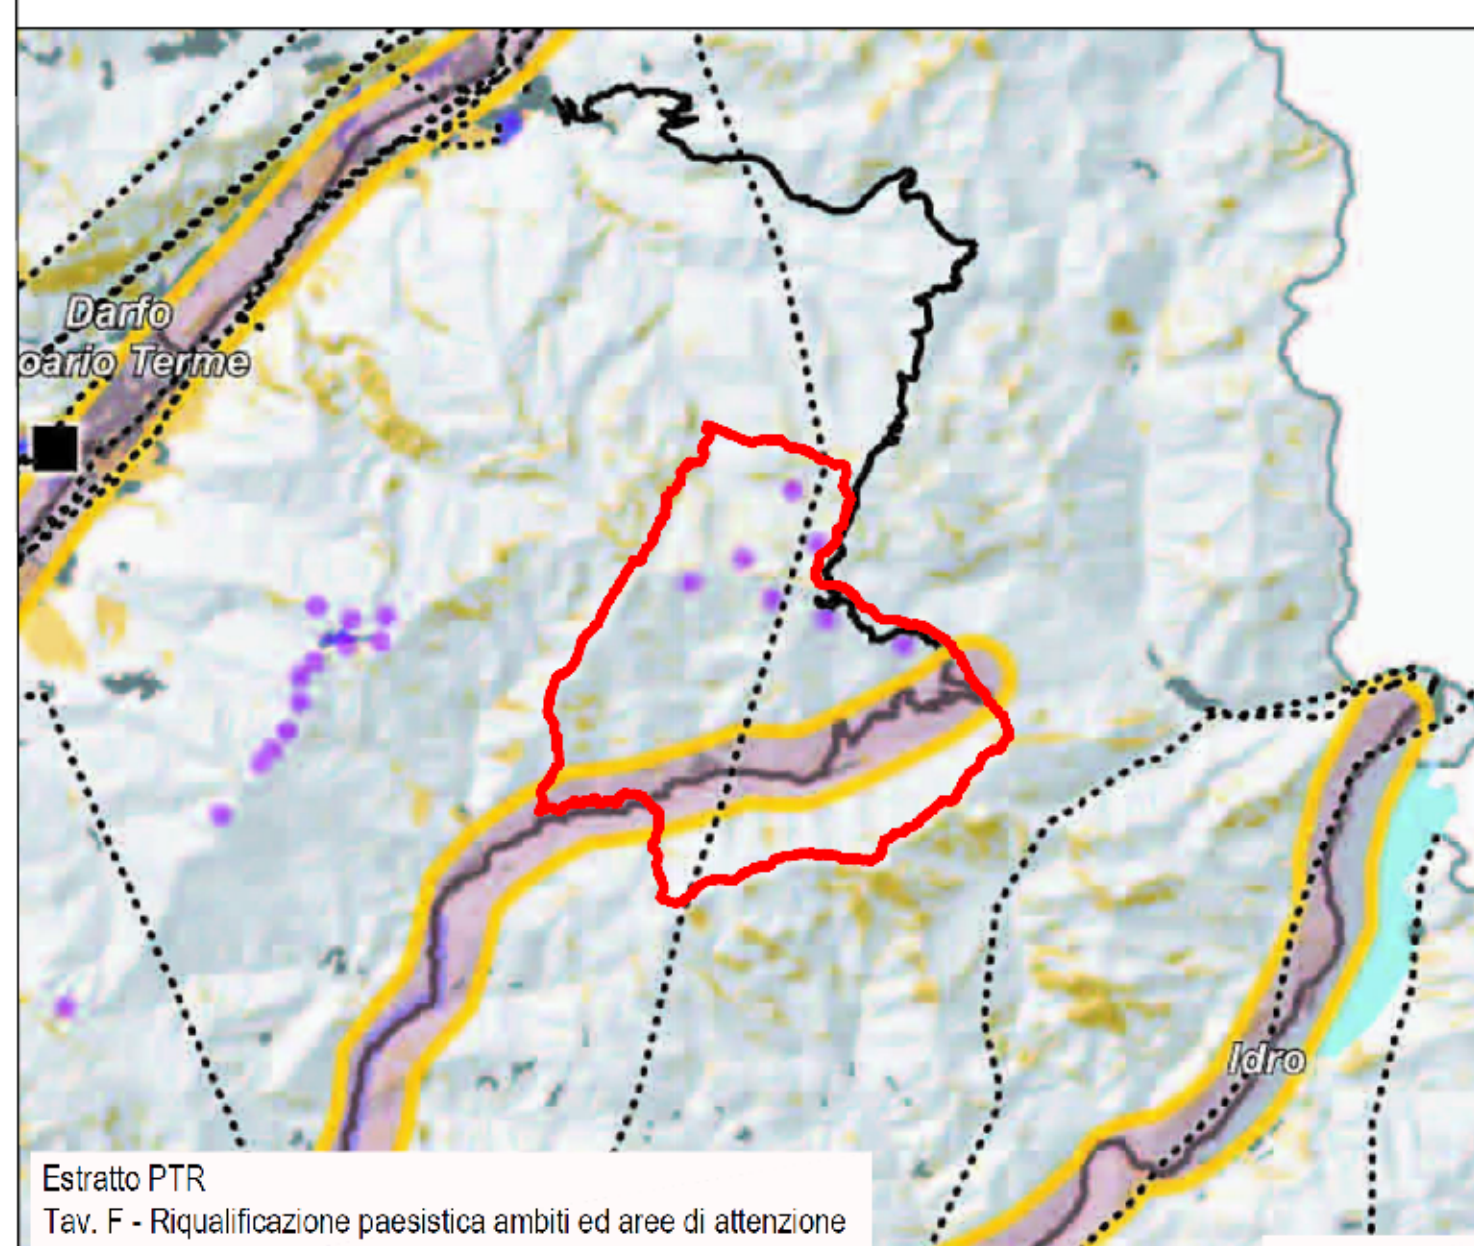 Darfo
oario Terme
Idro
Estratto PTR
Tav. F - Riqualificazione paesistica ambiti ed aree di attenzione